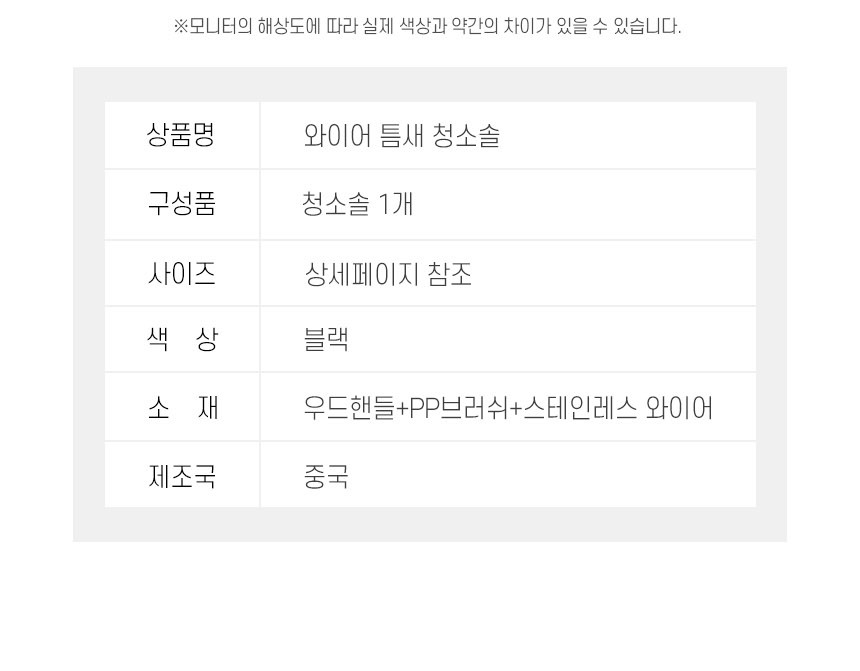 ※모니터의 해상도에 따라 실제 색상과 약간의 차이가 있을 수 있습니다.
상품명 와이어 틈새 청소솔
구성품 청소솔 1개
사이즈 상세페이지 참조
색 상 블랙
소 재 우드핸들+PP브러쉬+스테인레스 와이어
제조국 중국